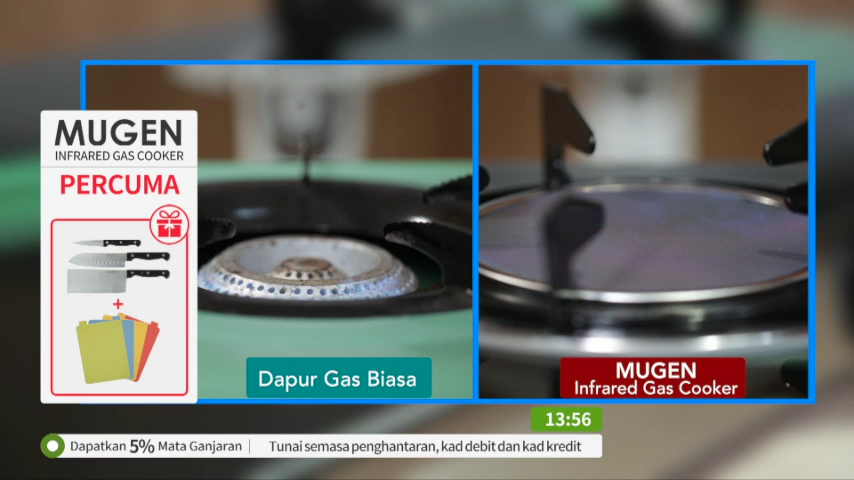 MUGEN
INFRARED GAS COOKER
PERCUMA
Dapur Gas Biasa
MUGEN
Infrared Gas Cooker
13:56
Dapatkan 5% Mata Ganjaran | Tunai semasa penghantaran, kad debit dan kad kredit